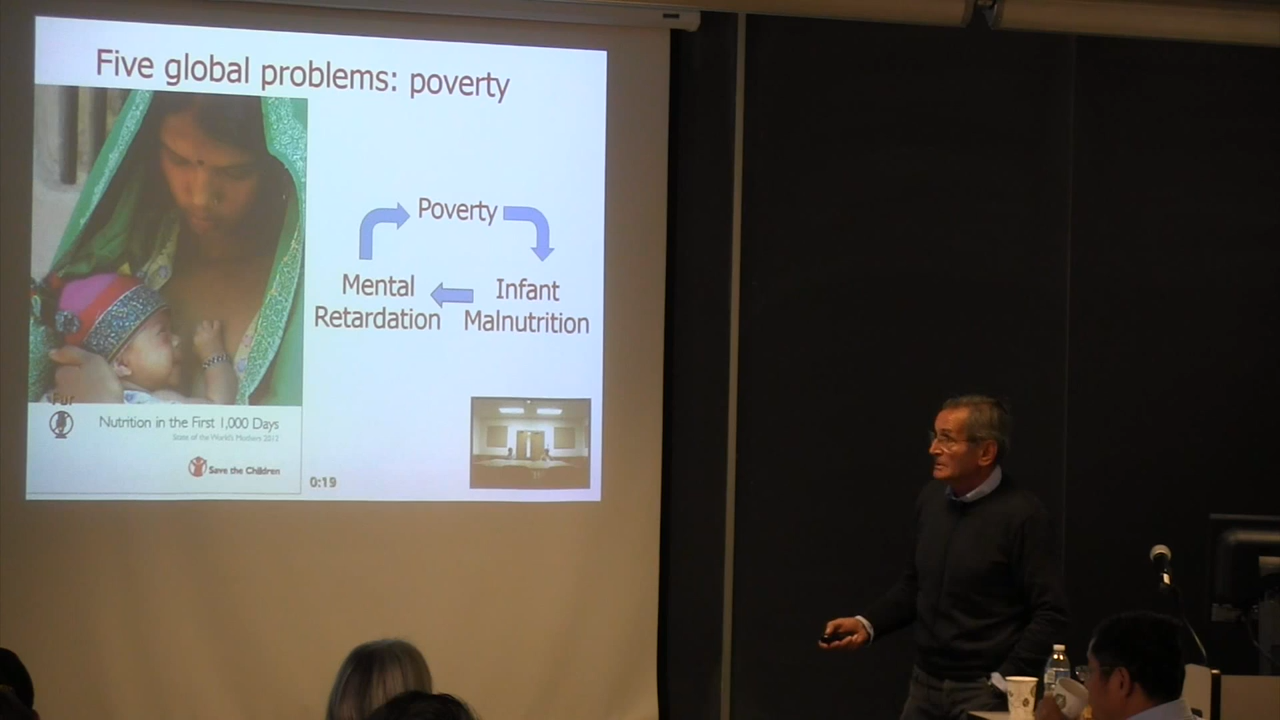 Five global problems: poverty
Poverty
Mental
Retardation
Infant
Malnutrition
Fur
Nutrition in the First 1,000 Days
State of the World's Mothers 2012
Save the Children
0:19